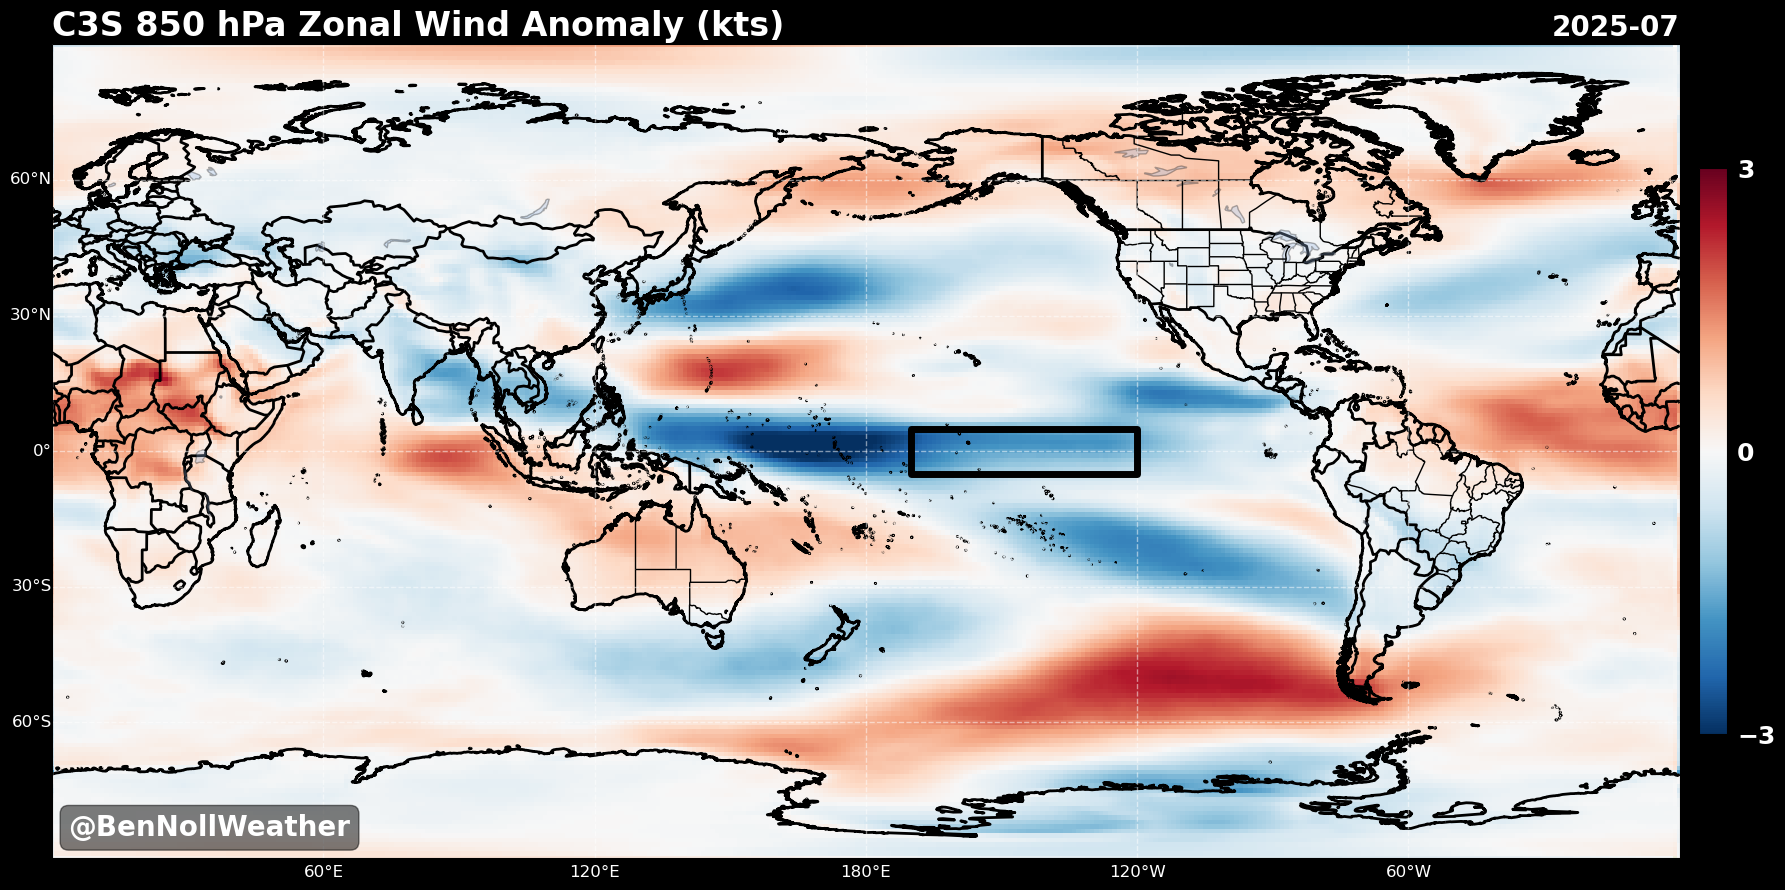 C3S 850 hPa Zonal Wind Anomaly (kts)
2025-07
60°N
30°N
0°
30°S
60°S
3
0
−3
@BenNollWeather
60°E
120°E
180°E
120°W
60°W